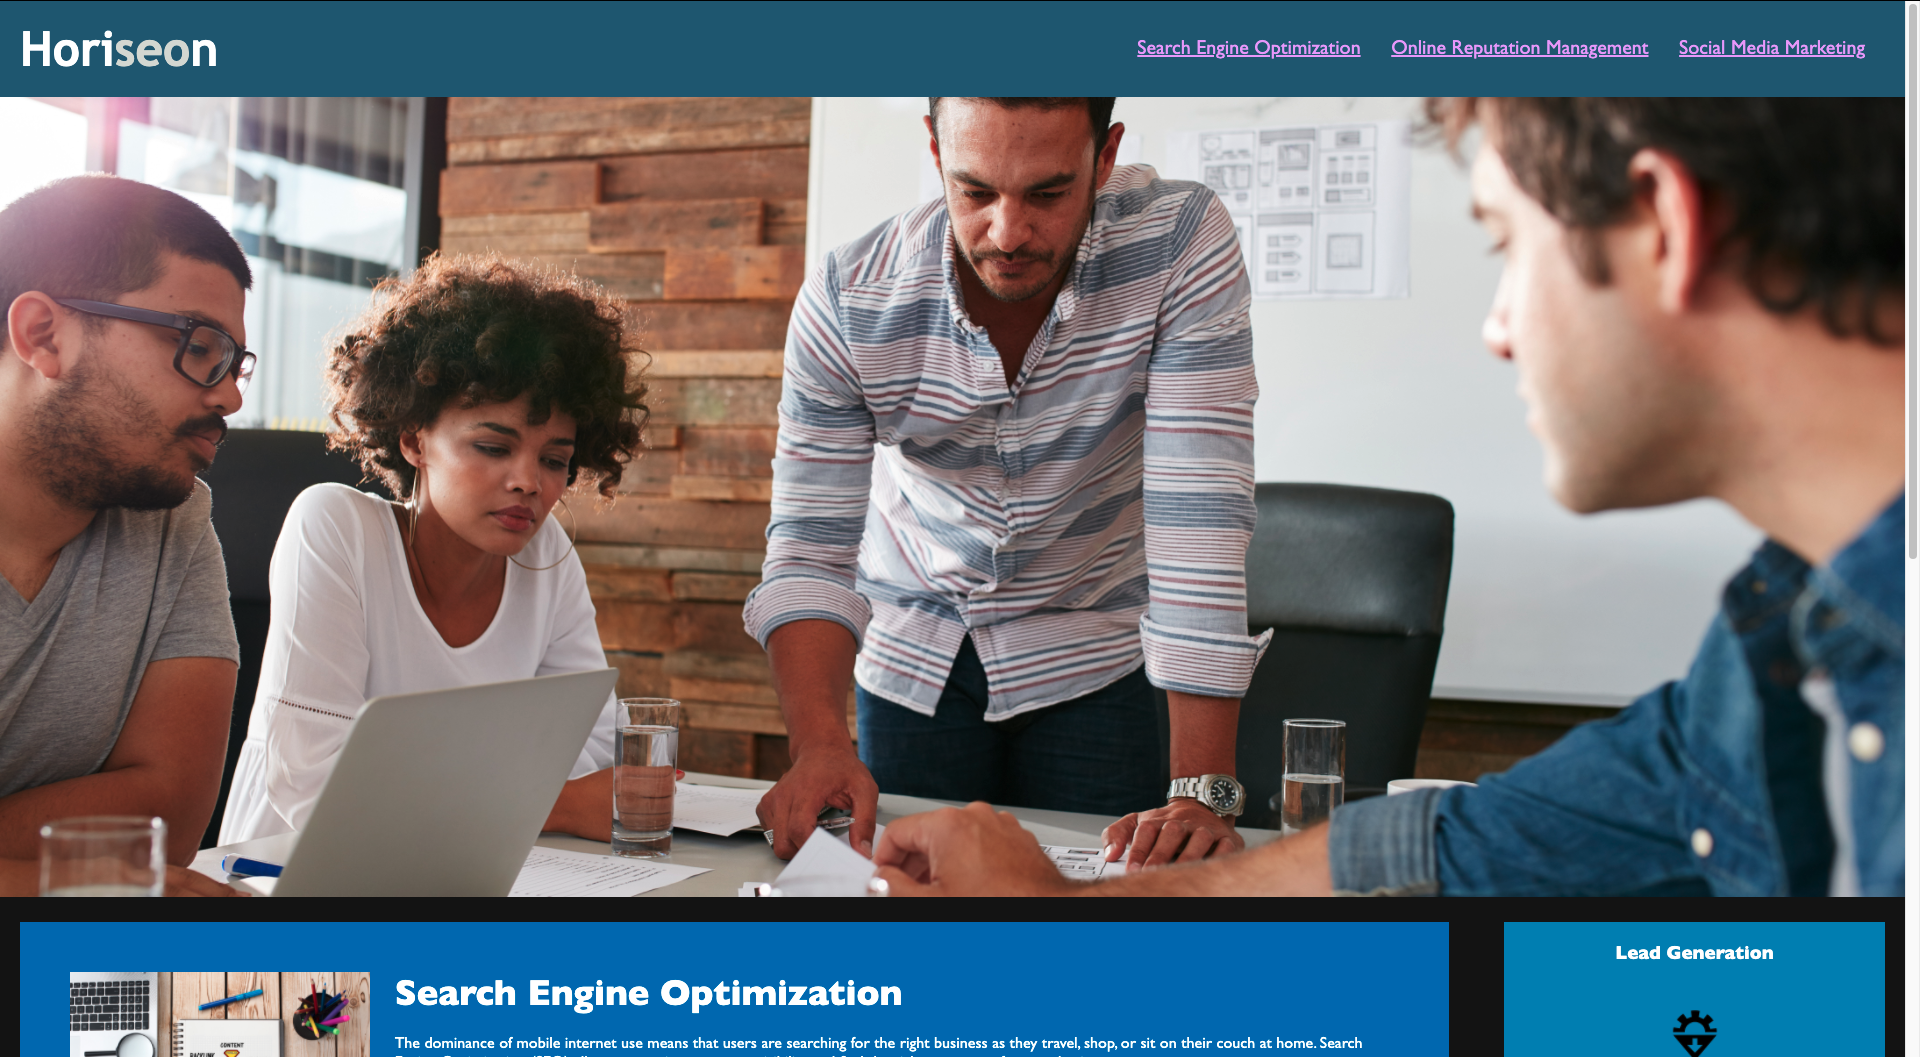 Horiseon
Search Engine Optimization
Online Reputation Management
Social Media Marketing
Search Engine Optimization
The dominance of mobile internet use means that users are searching for the right business as they travel, shop, or sit on their couch at home. Search
Lead Generation
CONTENT